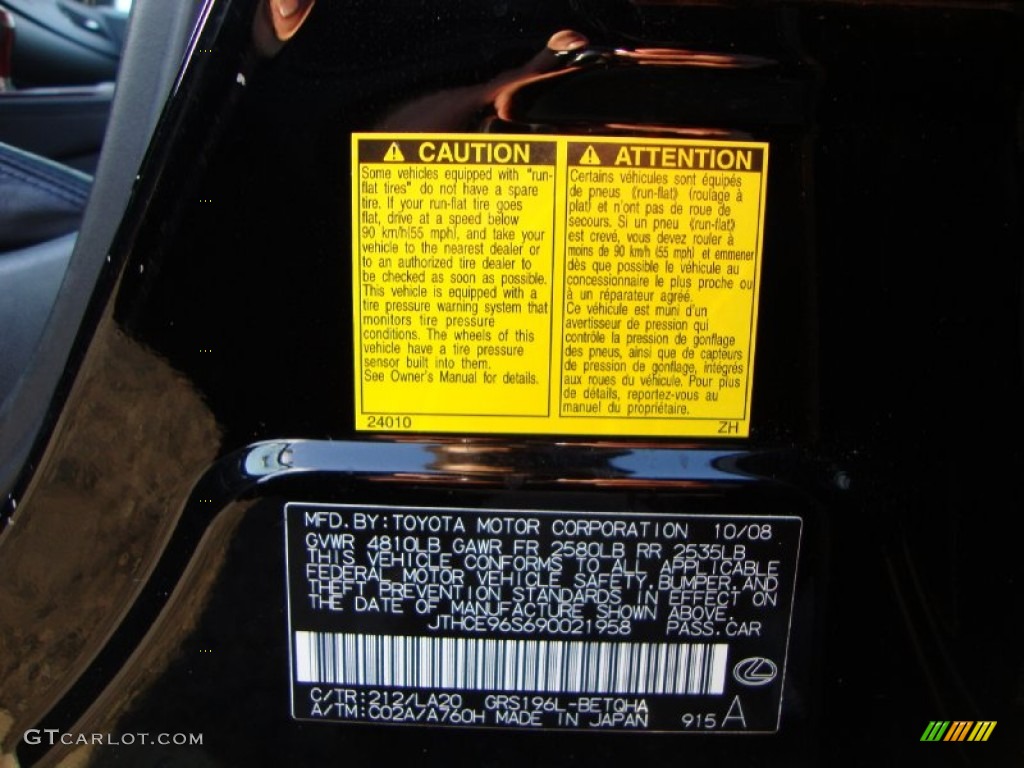 CAUTION
Some vehicles equipped with "run-
flat tires" do not have a spare
tire. If your run-flat tire goes
flat, drive at a speed below
90 km/h(55 mph), and take your
vehicle to the nearest dealer or
to an authorized tire dealer to
be checked as soon as possible.
This vehicle is equipped with a
tire pressure warning system that
monitors tire pressure
conditions. The wheels of this
vehicle have a tire pressure
sensor built into them.
See Owner's Manual for details.
24010
ATTENTION
Certains véhicules sont équipés
de pneus ⟪run-flat⟫ (roulage à
plat) et n'ont pas de roue de
secours. Si un pneu ⟪run-flat⟫
est crevé, vous devez rouler à
moins de 90 km/h (55 mph) et emmener
dès que possible le véhicule au
concessionnaire le plus proche ou
à un réparateur agréé.
Ce véhicule est muni d'un
avertisseur de pression qui
contrôle la pression de gonflage
des pneus, ainsi que de capteurs
de pression de gonflage, intégrés
aux roues du véhicule. Pour plus
de détails, reportez-vous au
manuel du propriétaire.
ZH
MFD.BY:TOYOTA MOTOR CORPORATION 10/08
GVWR 4810LB GAWR FR 2580LB RR 2535LB
THIS VEHICLE CONFORMS TO ALL APPLICABLE
FEDERAL MOTOR VEHICLE SAFETY,BUMPER,AND
THEFT PREVENTION STANDARDS IN EFFECT ON
THE DATE OF MANUFACTURE SHOWN ABOVE.
JTHCE96S690021958 PASS.CAR
C/TR:212/LA20 GRS196L-BETQHA
A/TM:C02A/A760H MADE IN JAPAN 915 A
GTCARLOT.COM